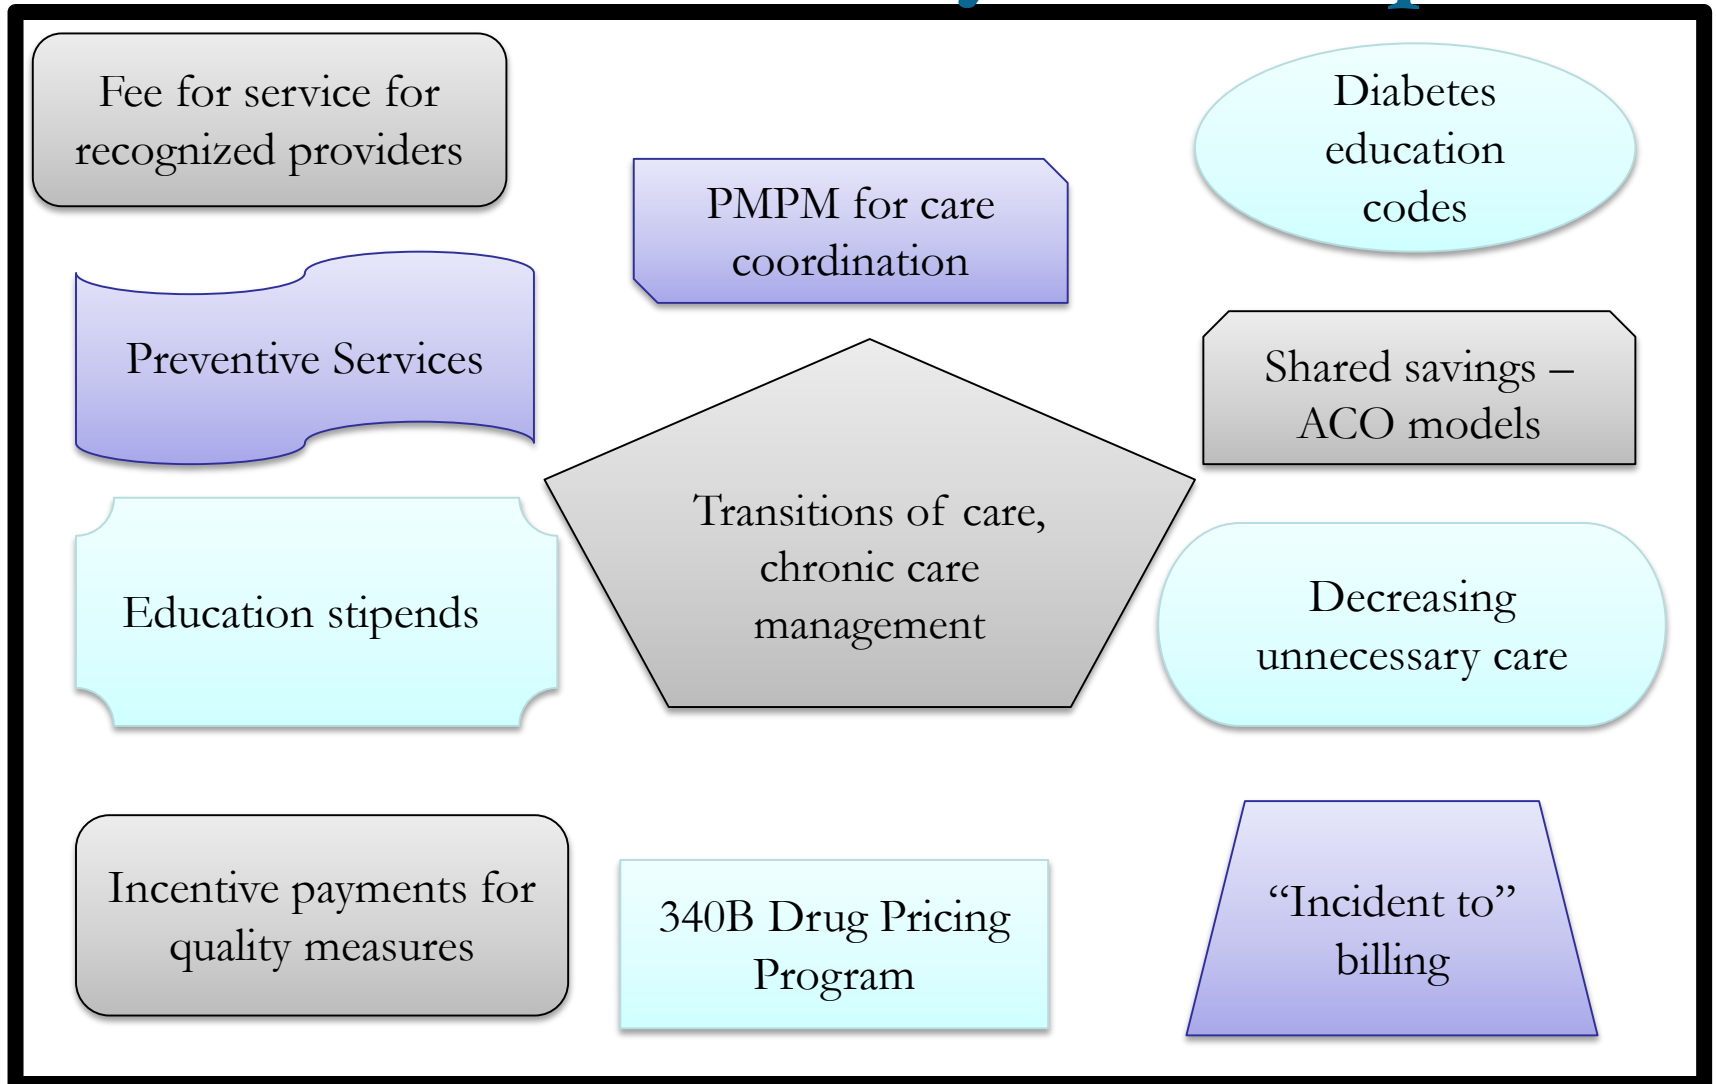 Fee for service for
recognized providers
Diabetes
education
codes
PMPM for care
coordination
Preventive Services
Shared savings –
ACO models
Transitions of care,
chronic care
management
Education stipends
Decreasing
unnecessary care
Incentive payments for
quality measures
340B Drug Pricing
Program
“Incident to”
billing